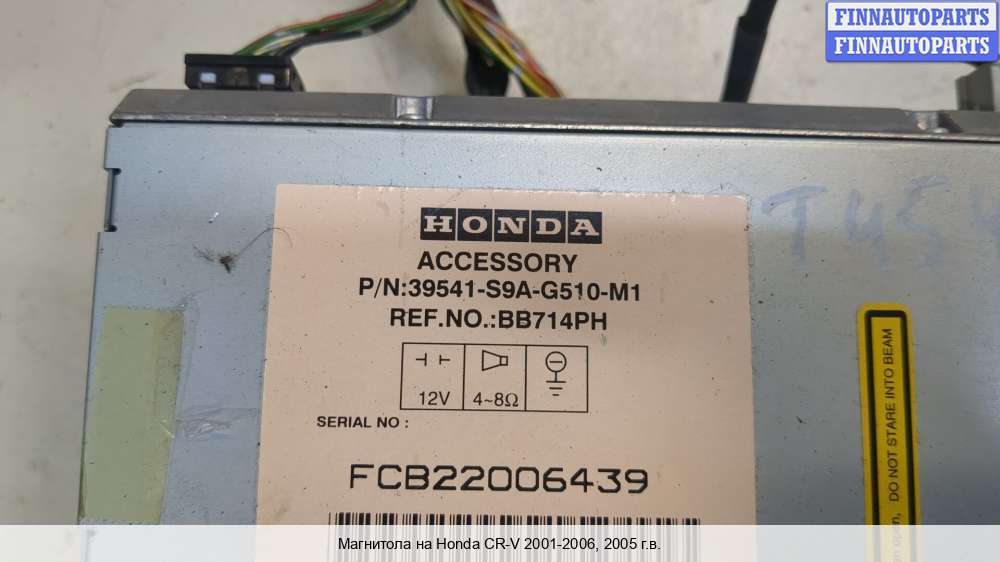 FINNAUTOPARTS
FINNAUTOPARTS
HONDA
ACCESSORY
P/N:39541-S9A-G510-M1
REF.NO.:BB714PH
12V
4~8Ω
SERIAL NO :
FCB22006439
DO NOT STARE INTO BEAM
open,
Магнитола на Honda CR-V 2001-2006, 2005 г.в.